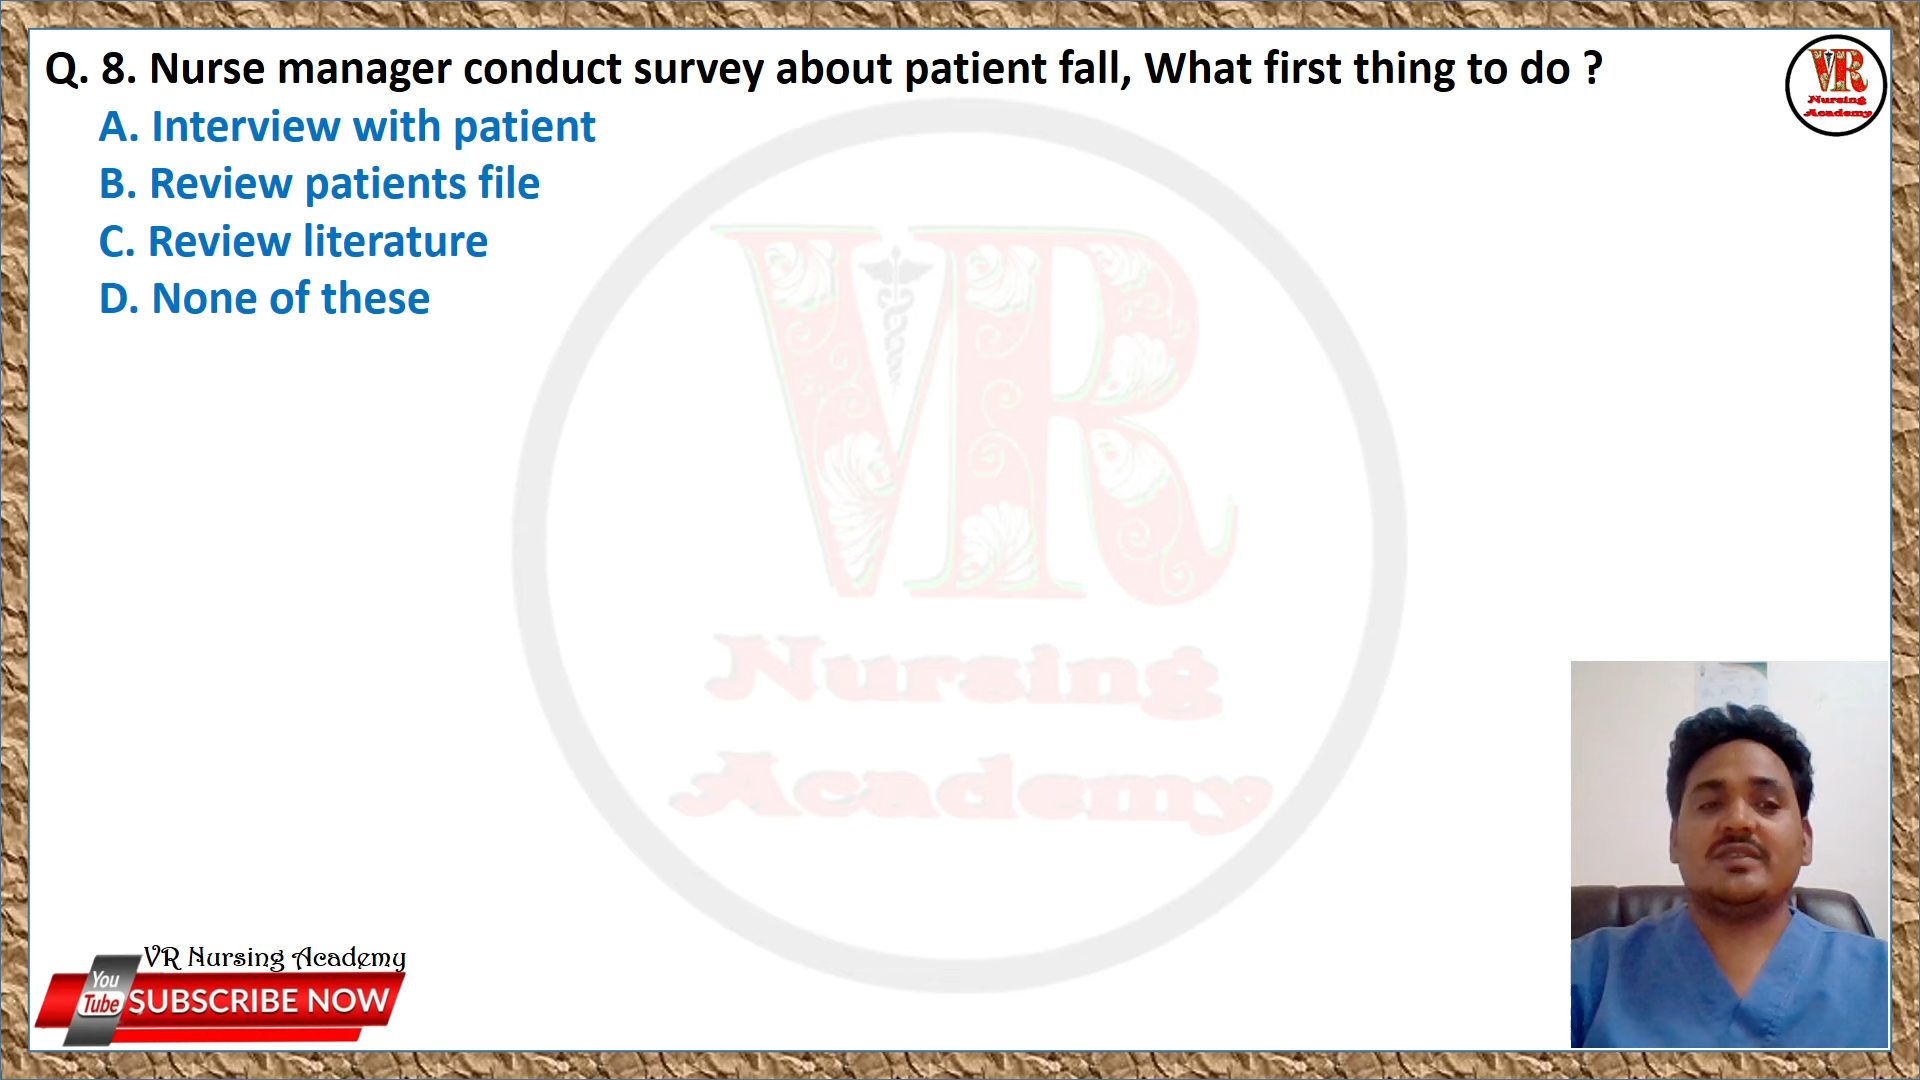 Q. 8. Nurse manager conduct survey about patient fall, What first thing to do ?
A. Interview with patient
B. Review patients file
C. Review literature
D. None of these
VR
Nursing
Academy
VR
Nursing
Academy
VR Nursing Academy
You
Tube
SUBSCRIBE NOW